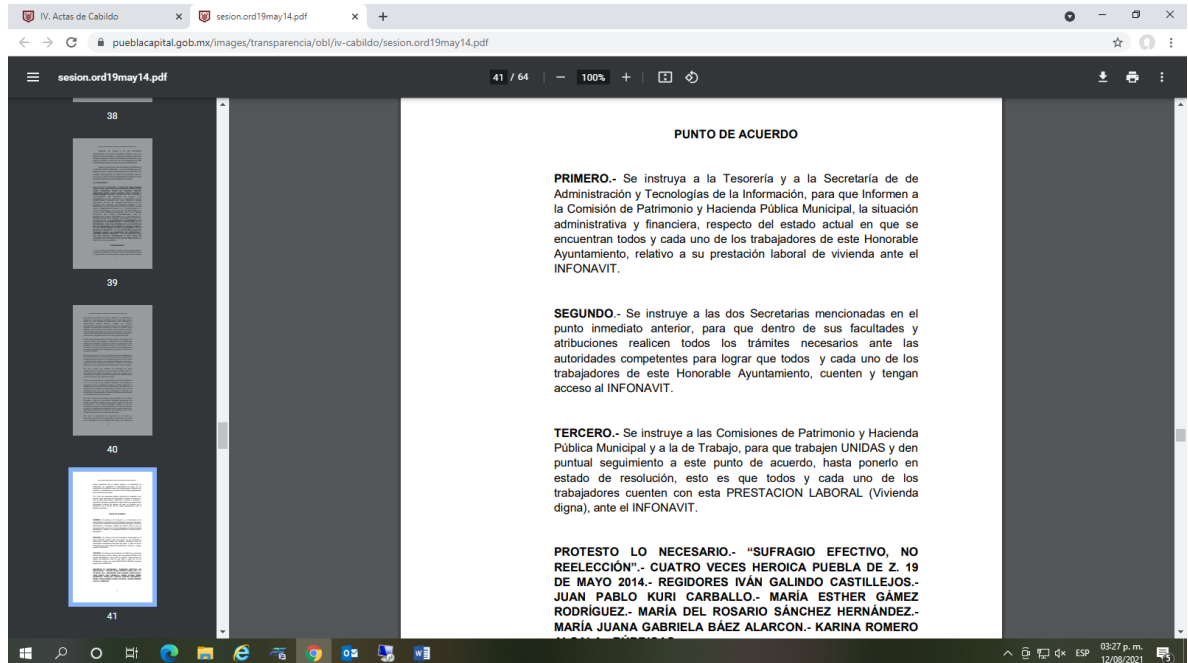 IV. Actas de Cabildo
sesion.ord19may14.pdf
pueblacapital.gob.mx/images/transparencia/obl/iv-cabildo/sesion.ord19may14.pdf
sesion.ord19may14.pdf
41 / 64
100%
38
39
40
41
PUNTO DE ACUERDO
PRIMERO.- Se instruya a la Tesorería y a la Secretaría de de
Administración y Tecnologías de la Información, para que Informen a
la Comisión de Patrimonio y Hacienda Pública Municipal, la situación
administrativa y financiera, respecto del estado actual en que se
encuentran todos y cada uno de los trabajadores de este Honorable
Ayuntamiento, relativo a su prestación laboral de vivienda ante el
INFONAVIT.
SEGUNDO.- Se instruye a las dos Secretarias mencionadas en el
punto inmediato anterior, para que dentro de sus facultades y
atribuciones realicen todos los trámites necesarios ante las
autoridades competentes para lograr que todos y cada uno de los
trabajadores de este Honorable Ayuntamiento, cuenten y tengan
acceso al INFONAVIT.
TERCERO.- Se instruye a las Comisiones de Patrimonio y Hacienda
Pública Municipal y a la de Trabajo, para que trabajen UNIDAS y den
puntual seguimiento a este punto de acuerdo, hasta ponerlo en
estado de resolución, esto es que todos y cada uno de los
trabajadores cuenten con esta PRESTACION LABORAL (Vivienda
digna), ante el INFONAVIT.
PROTESTO LO NECESARIO.- “SUFRAGIO EFECTIVO, NO
REELECCIÓN”.- CUATRO VECES HEROICA PUEBLA DE Z. 19
DE MAYO 2014.- REGIDORES IVÁN GALINDO CASTILLEJOS.-
JUAN PABLO KURI CARBALLO.- MARÍA ESTHER GÁMEZ
RODRÍGUEZ.- MARÍA DEL ROSARIO SÁNCHEZ HERNÁNDEZ.-
MARÍA JUANA GABRIELA BÁEZ ALARCON.- KARINA ROMERO
ESP
03:27 p. m.
12/08/2021